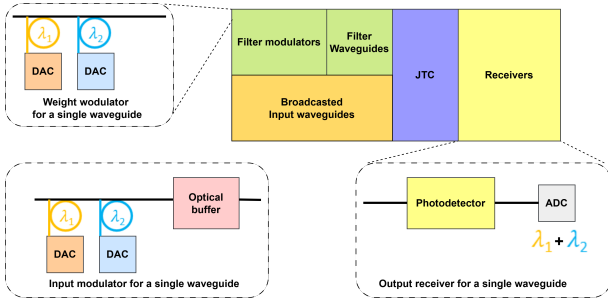 λ1
λ2
DAC
DAC
Weight wodulator
for a single waveguide
Filter modulators
Filter
Waveguides
Broadcasted
Input waveguides
JTC
Receivers
λ1
λ2
DAC
DAC
Optical
buffer
Input modulator for a single waveguide
Photodetector
ADC
λ1 + λ2
Output receiver for a single waveguide